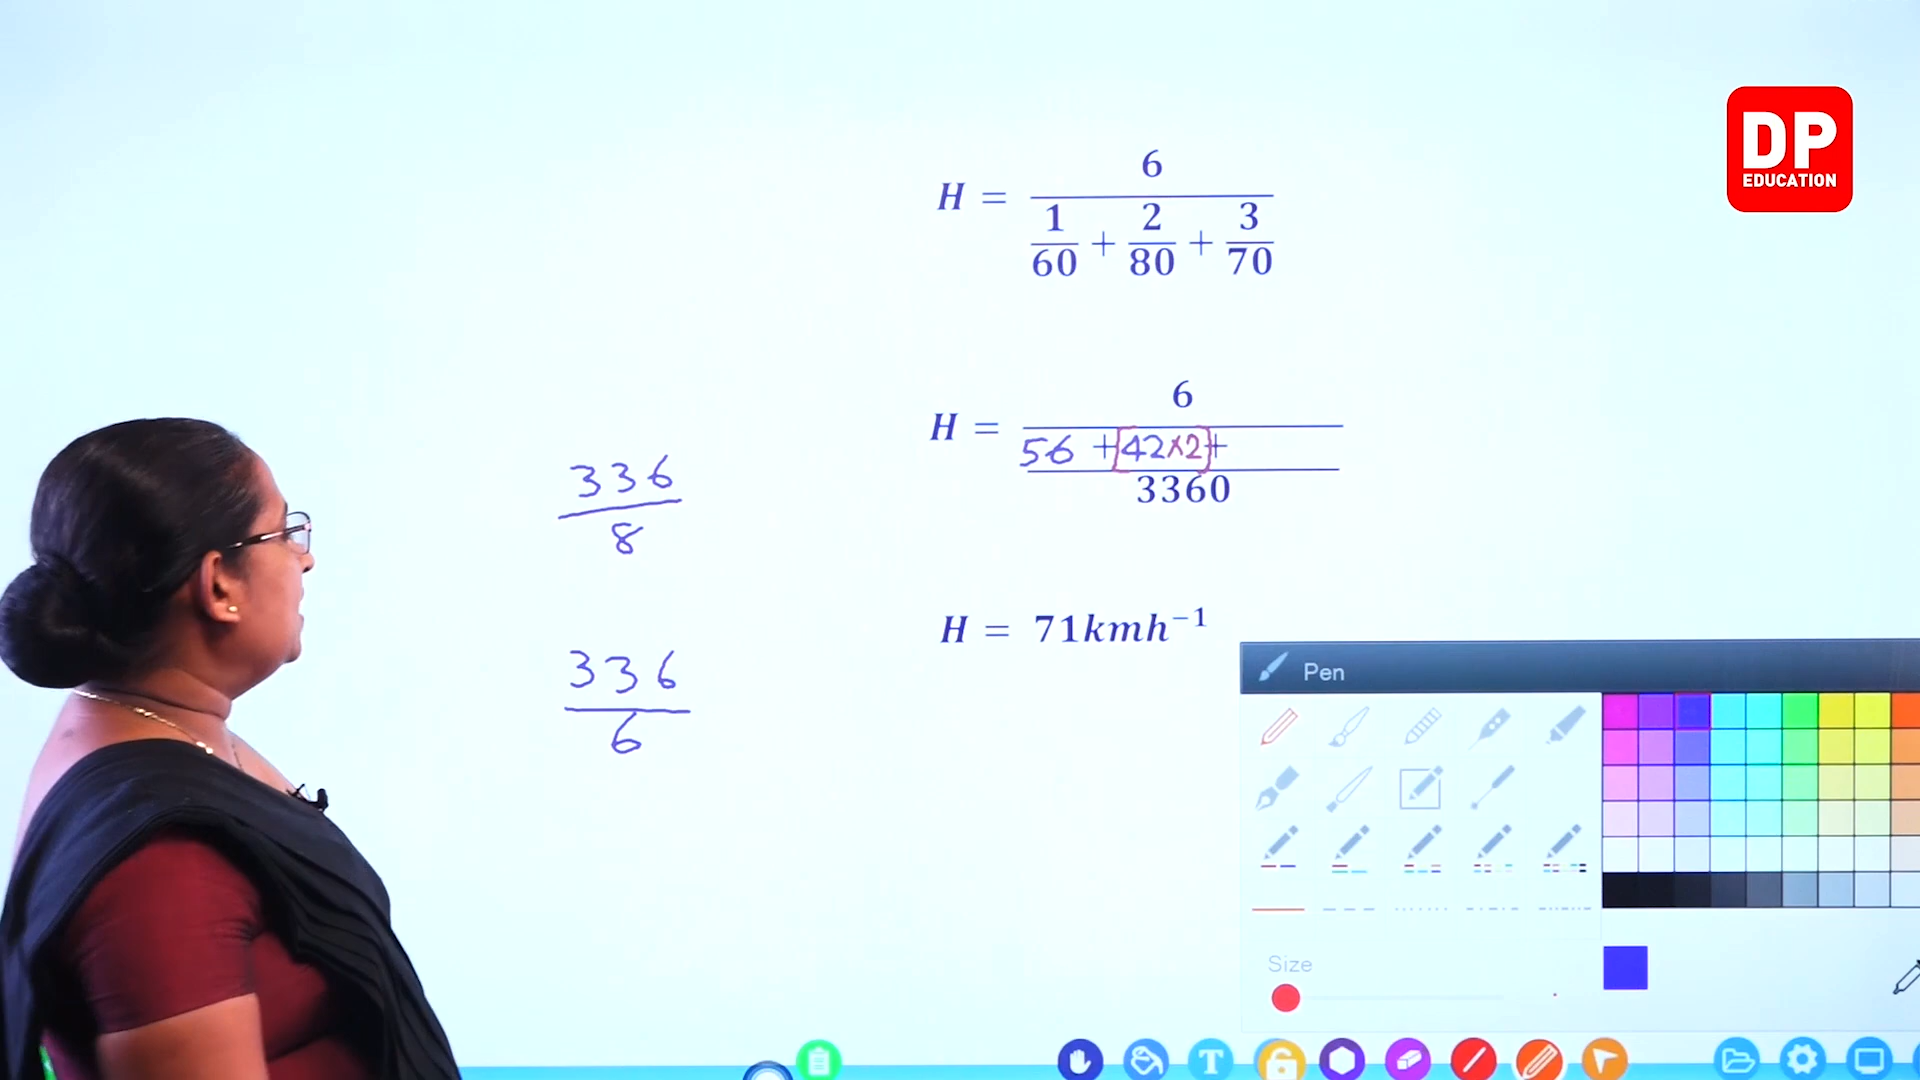 DP
EDUCATION
H = 6 / (1/60 + 2/80 + 3/70)
H = 6 / ((56 + [42×2] +) / 3360)
336 / 8
H = 71kmh⁻¹
336 / 6
Pen
Size
T